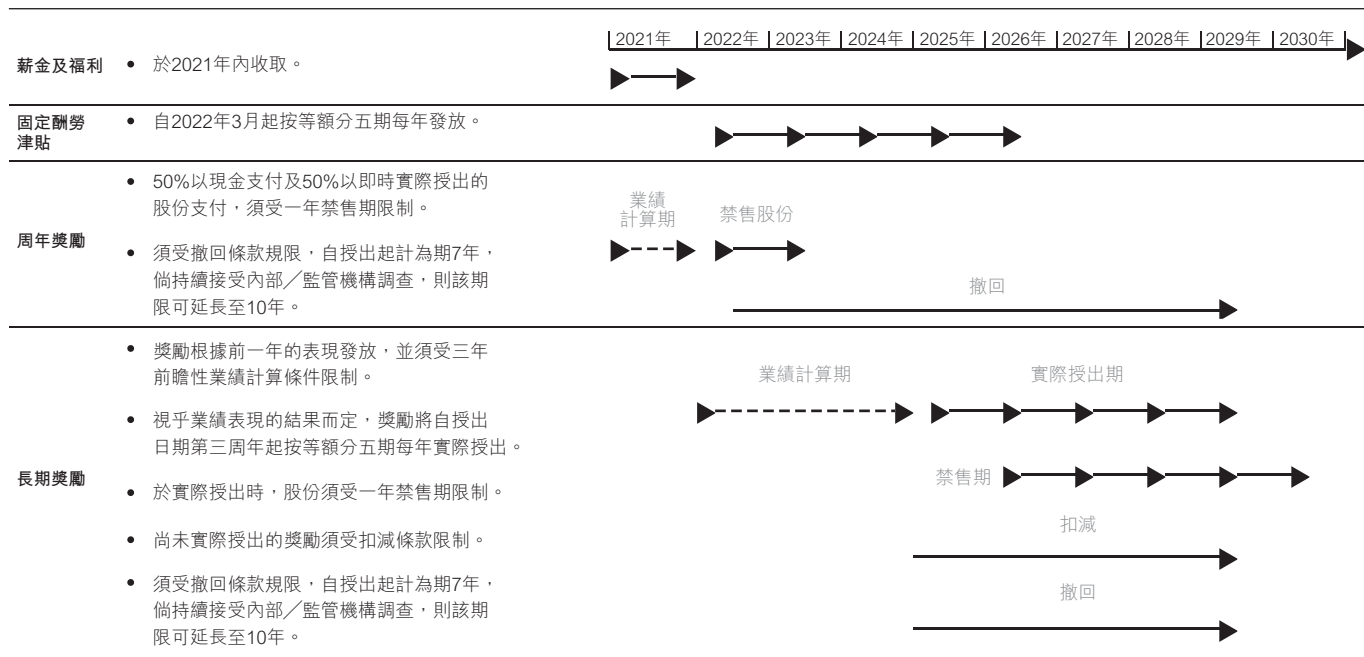 2021年 2022年 2023年 2024年 2025年 2026年 2027年 2028年 2029年 2030年
薪金及福利
• 於2021年內收取。
固定酬勞
津貼
• 自2022年3月起按等額分五期每年發放。
周年獎勵
• 50%以現金支付及50%以即時實際授出的
股份支付，須受一年禁售期限制。
• 須受撤回條款規限，自授出起計為期7年，
倘持續接受內部／監管機構調查，則該期
限可延長至10年。
業績
計算期
禁售股份
撤回
長期獎勵
• 獎勵根據前一年的表現發放，並須受三年
前瞻性業績計算條件限制。
• 視乎業績表現的結果而定，獎勵將自授出
日期第三周年起按等額分五期每年實際授出。
• 於實際授出時，股份須受一年禁售期限制。
• 尚未實際授出的獎勵須受扣減條款限制。
• 須受撤回條款規限，自授出起計為期7年，
倘持續接受內部／監管機構調查，則該期
限可延長至10年。
業績計算期
實際授出期
禁售期
扣減
撤回